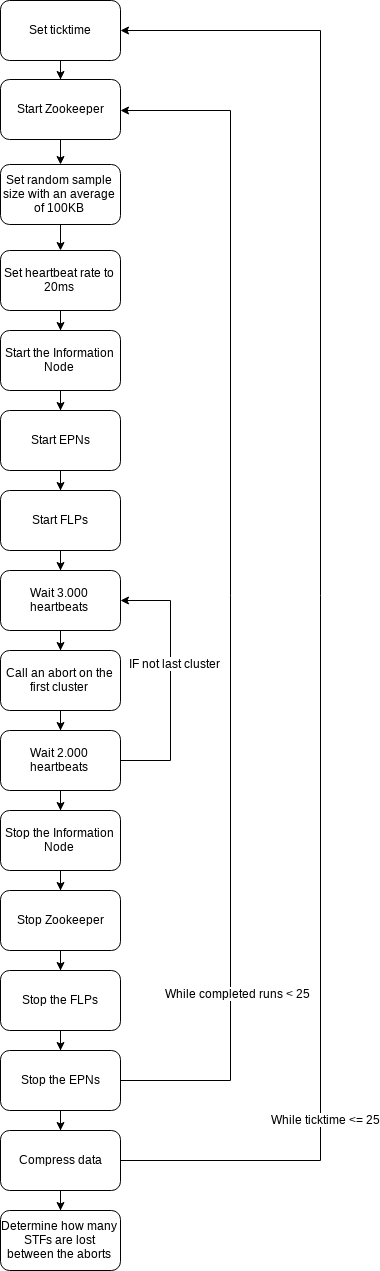 Set ticktime
Start Zookeeper
Set random sample
size with an average
of 100KB
Set heartbeat rate to
20ms
Start the Information
Node
Start EPNs
Start FLPs
Wait 3.000
heartbeats
IF not last cluster
Call an abort on the
first cluster
Wait 2.000
heartbeats
Stop the Information
Node
Stop Zookeeper
Stop the FLPs
While completed runs < 25
Stop the EPNs
While ticktime <= 25
Compress data
Determine how many
STFs are lost
between the aborts